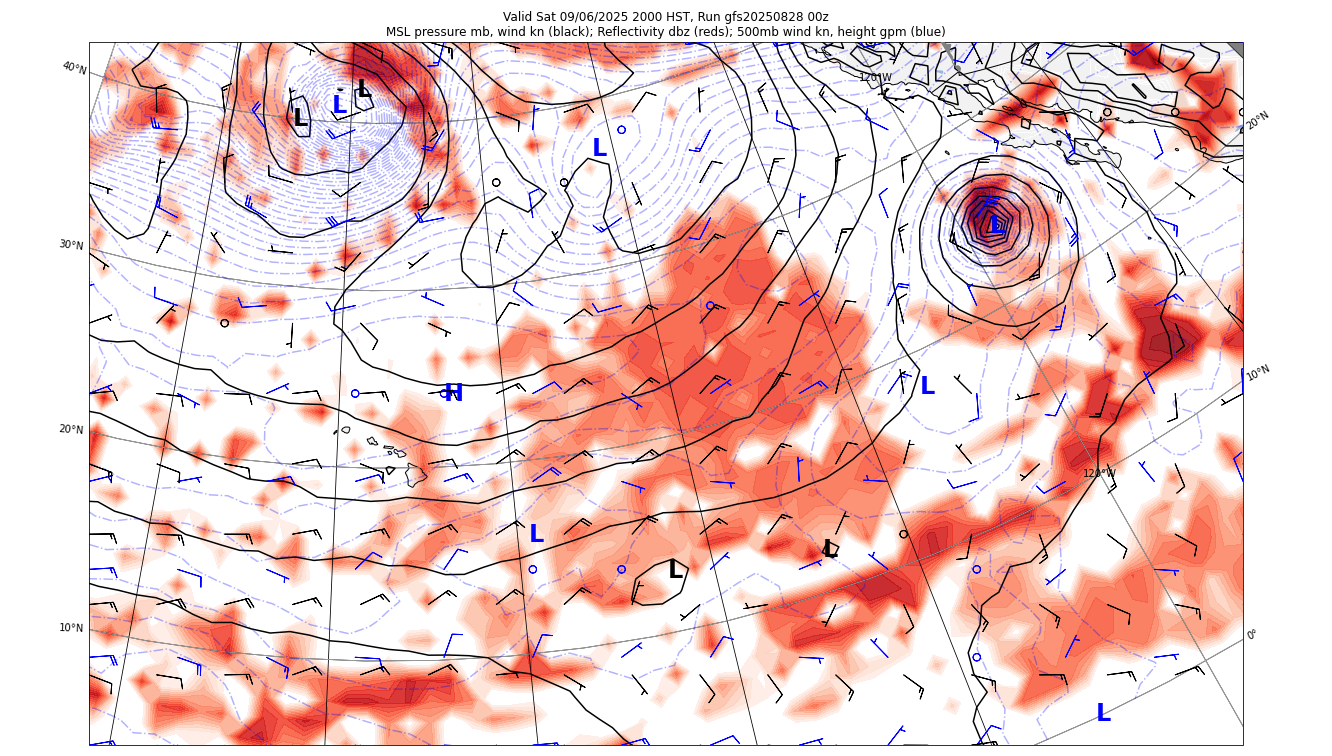 Valid Sat 09/06/2025 2000 HST, Run gfs20250828 00z
MSL pressure mb, wind kn (black); Reflectivity dbz (reds); 500mb wind kn, height gpm (blue)
40°N
120°W
L
L
L
20°N
L
L
30°N
10°N
L
H
20°N
120°W
L
L
L
10°N
0°
L